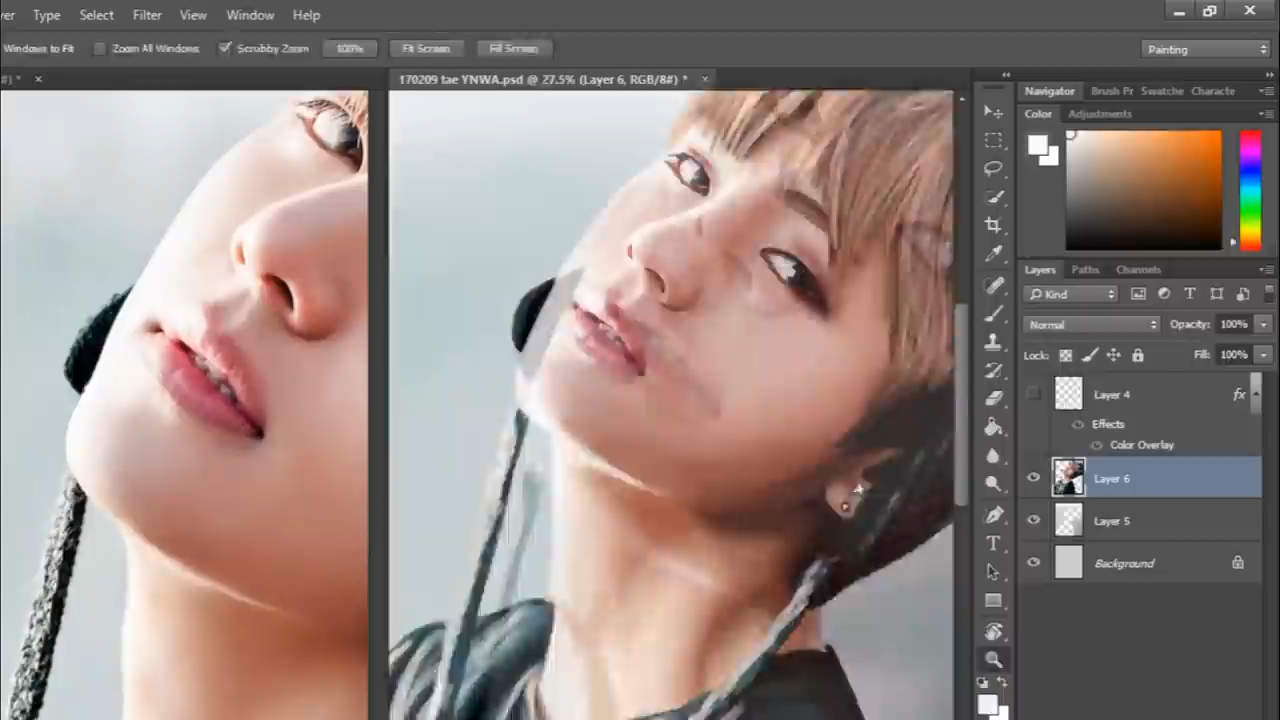 er Type Select Filter View Window Help
Windows to Fit Zoom All Windows Scrubby Zoom 100% Fit Screen Fill Screen Painting
#) * × 170209 tae YNWA.psd @ 27.5% (Layer 6, RGB/8#) * ×
Navigator Brush Pr Swatche Characte
Color Adjustments
Layers Paths Channels
Kind
Normal Opacity: 100%
Lock: Fill: 100%
Layer 4 fx
Effects
Color Overlay
Layer 6
Layer 5
Background